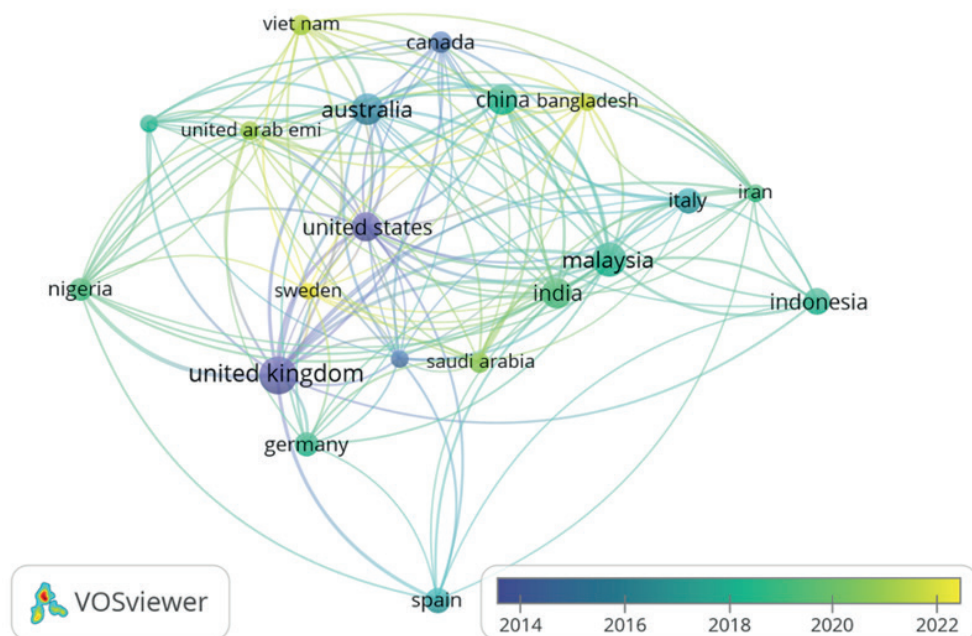 viet nam
canada
china
bangladesh
australia
united arab emi
italy
iran
united states
malaysia
nigeria
sweden
india
indonesia
united kingdom
saudi arabia
germany
spain
VOSviewer
2014 2016 2018 2020 2022